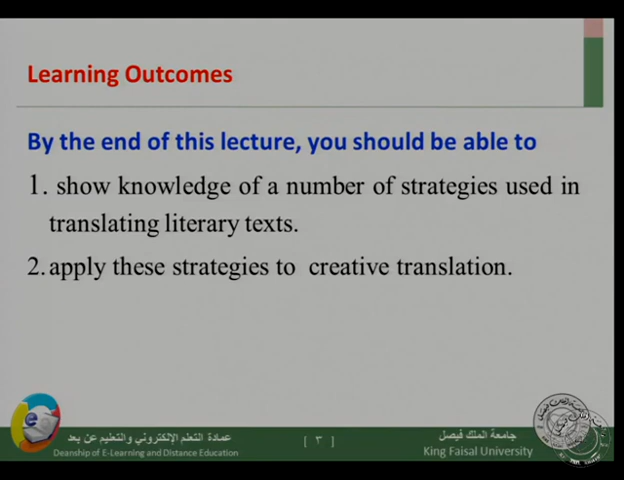 Learning Outcomes
By the end of this lecture, you should be able to
1. show knowledge of a number of strategies used in
translating literary texts.
2. apply these strategies to creative translation.
عمادة التعلم الإلكتروني والتعليم عن بعد
Deanship of E-Learning and Distance Education
[ ٣ ]
جامعة الملك فيصل
King Faisal University
e